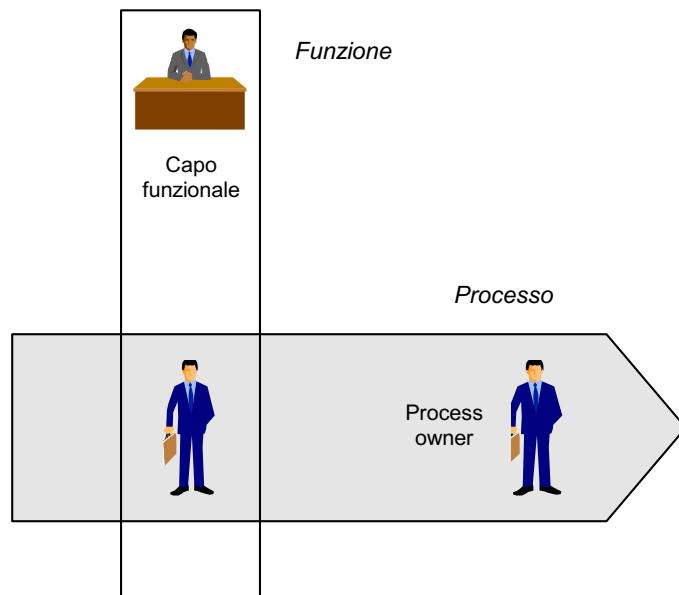 Funzione
Capo
funzionale
Processo
Process
owner